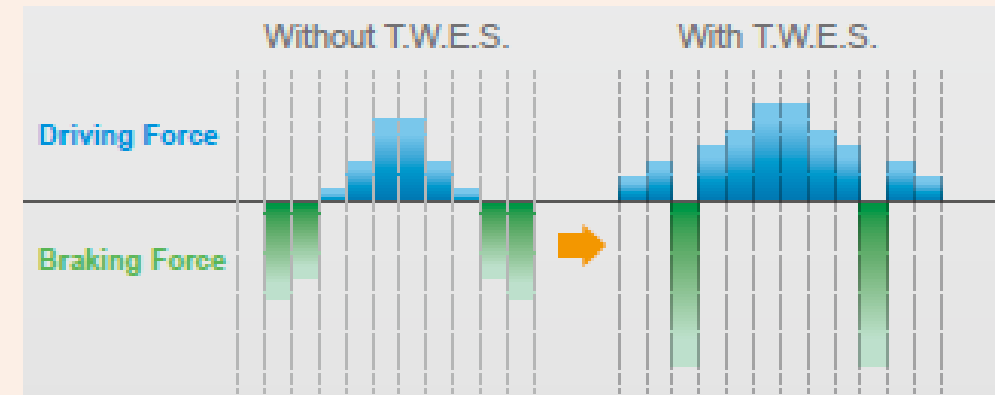 Without T.W.E.S.
With T.W.E.S.
Driving Force
Braking Force